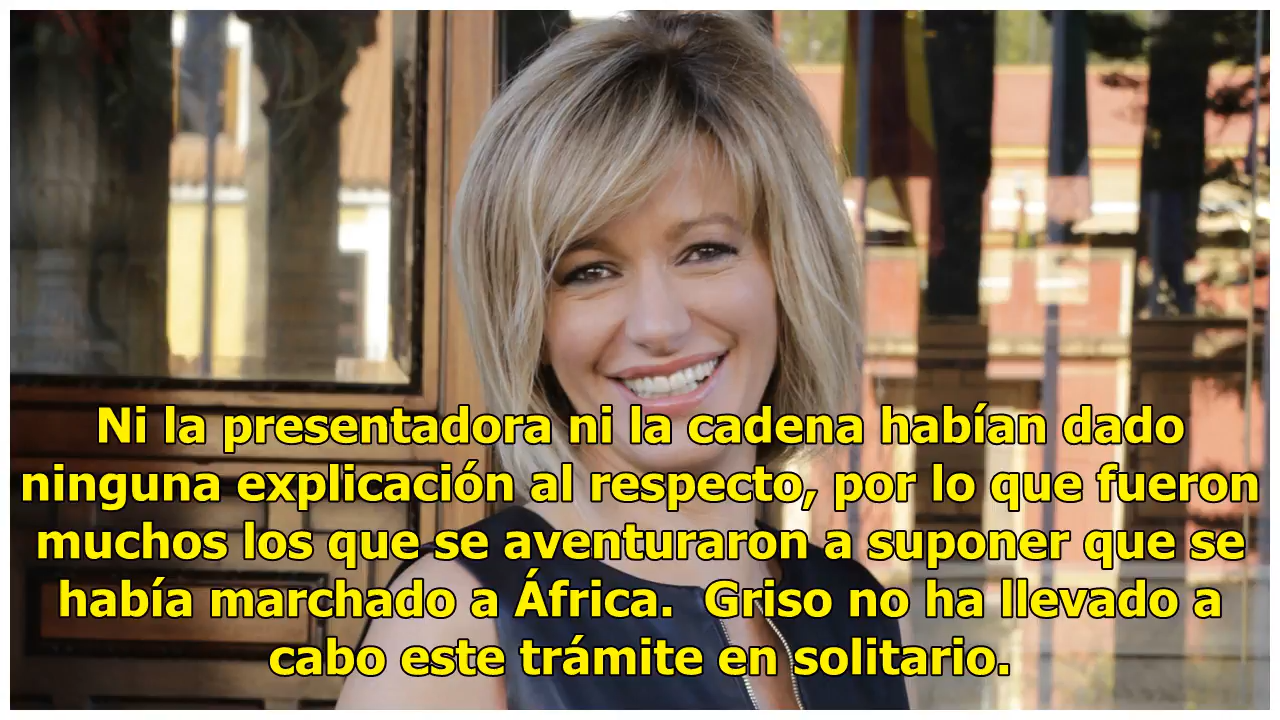 Ni la presentadora ni la cadena habían dado
ninguna explicación al respecto, por lo que fueron
muchos los que se aventuraron a suponer que se
había marchado a África.  Griso no ha llevado a
cabo este trámite en solitario.